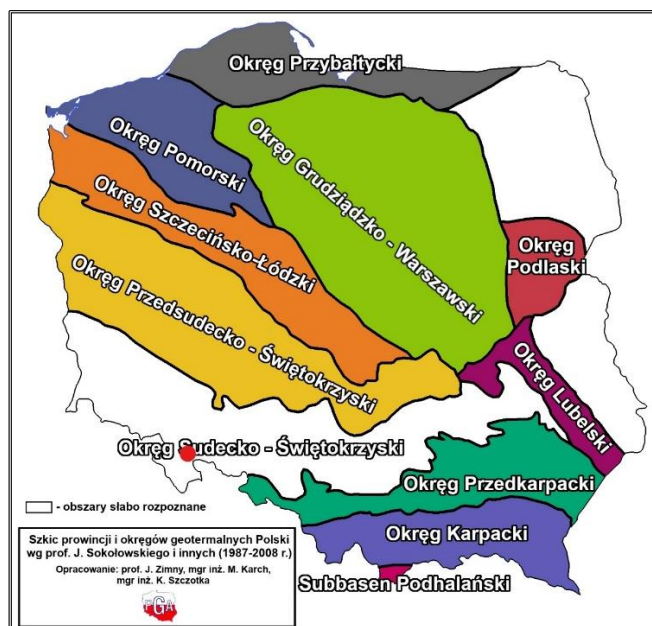 Okręg Przybałtycki
Okręg Pomorski
Okręg Grudziądzko - Warszawski
Okręg Szczecińsko-Łódzki
Okręg Podlaski
Okręg Przedsudecko - Świętokrzyski
Okręg Lubelski
Okręg Sudecko - Świętokrzyski
Okręg Przedkarpacki
- obszary słabo rozpoznane
Okręg Karpacki
Subbasen Podhalański
Szkic prowincji i okręgów geotermalnych Polski
wg prof. J. Sokołowskiego i innych (1987-2008 r.)
Opracowanie: prof. J. Zimny, mgr inż. M. Karch,
mgr inż. K. Szczotka
PGA